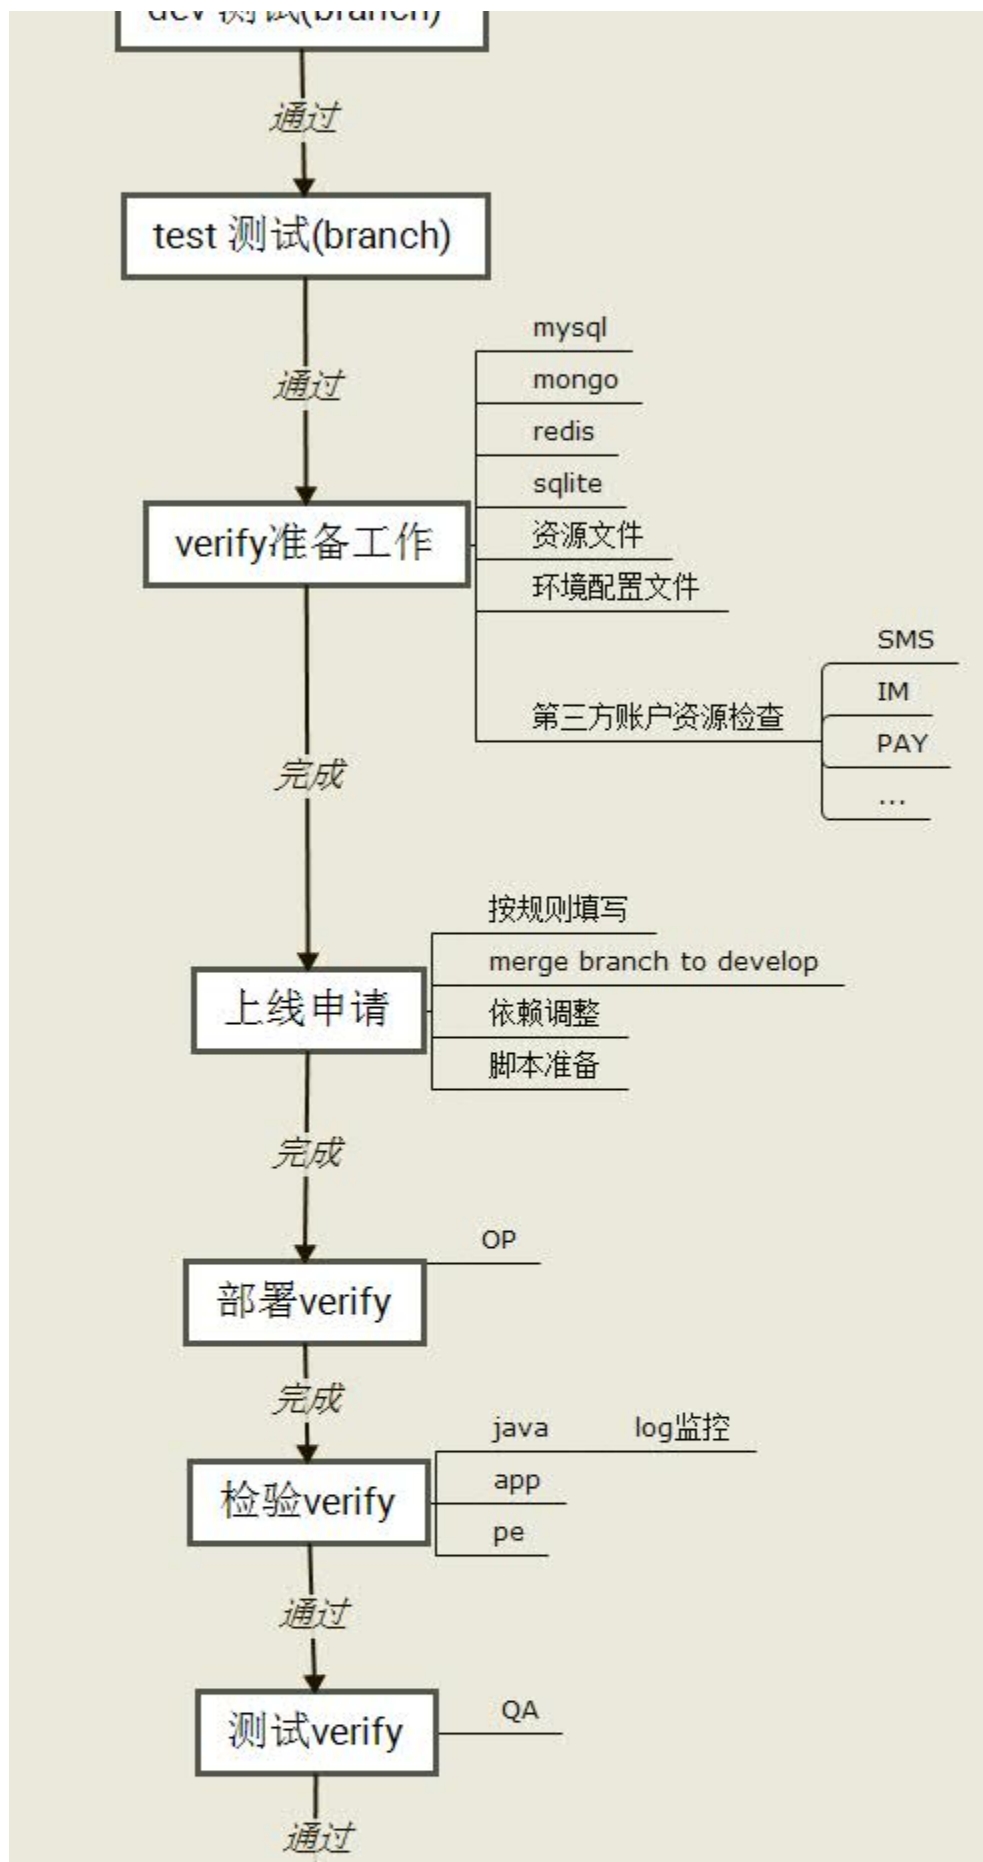 dev 测试(branch)
通过
test 测试(branch)
通过
mysql
mongo
redis
sqlite
verify准备工作
资源文件
环境配置文件
SMS
IM
第三方账户资源检查
PAY
...
完成
按规则填写
merge branch to develop
上线申请
依赖调整
脚本准备
完成
OP
部署verify
完成
java log监控
app
检验verify
pe
通过
QA
测试verify
通过